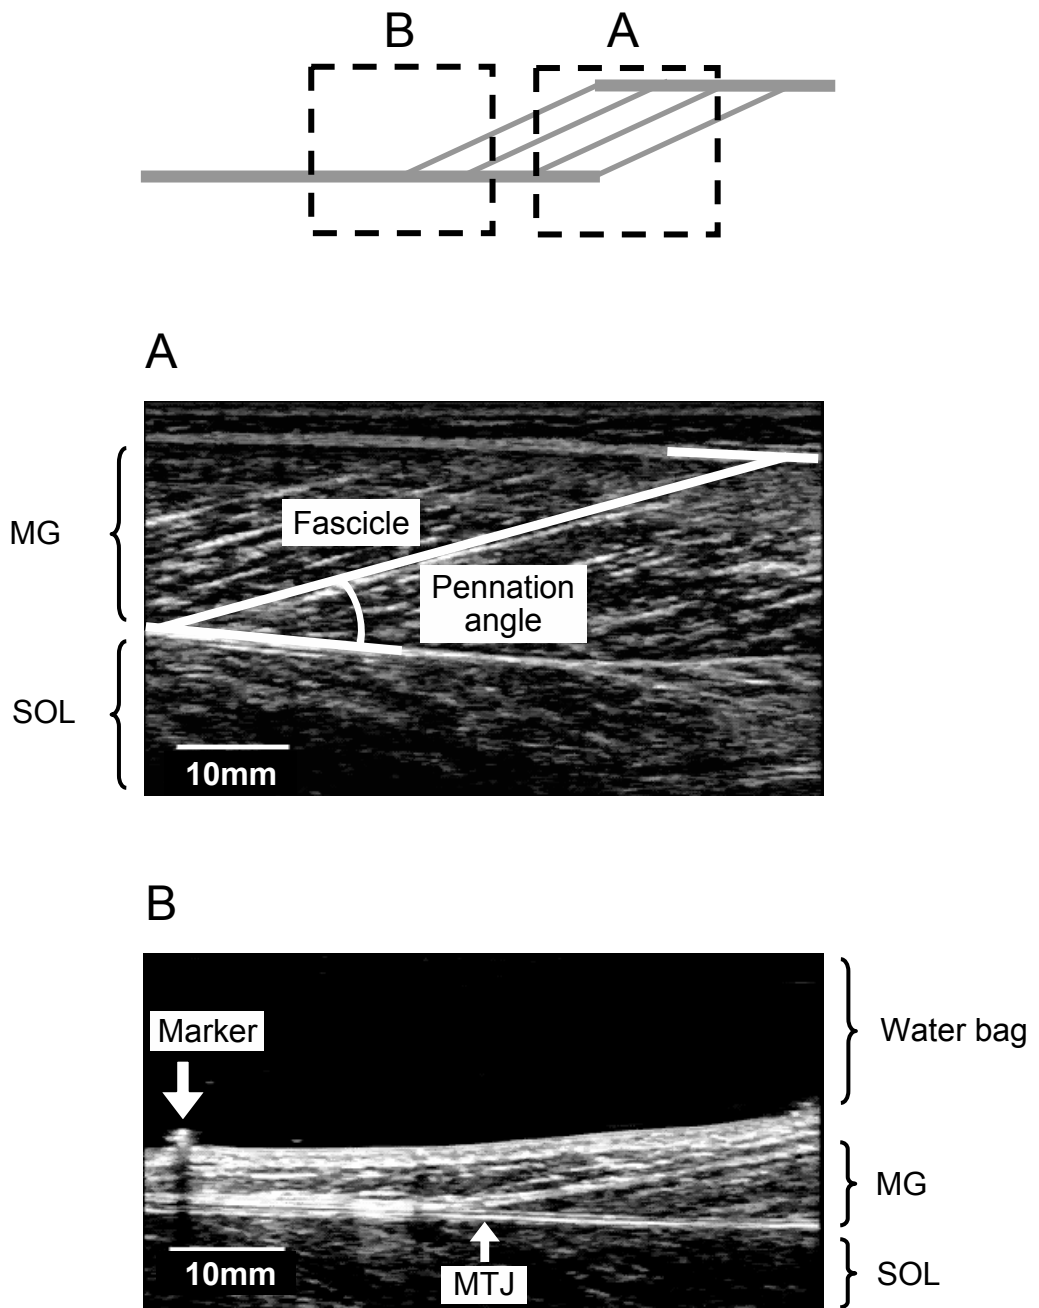 B
A
A
MG
Fascicle
Pennation
angle
SOL
10mm
B
Marker
Water bag
MG
10mm
MTJ
SOL